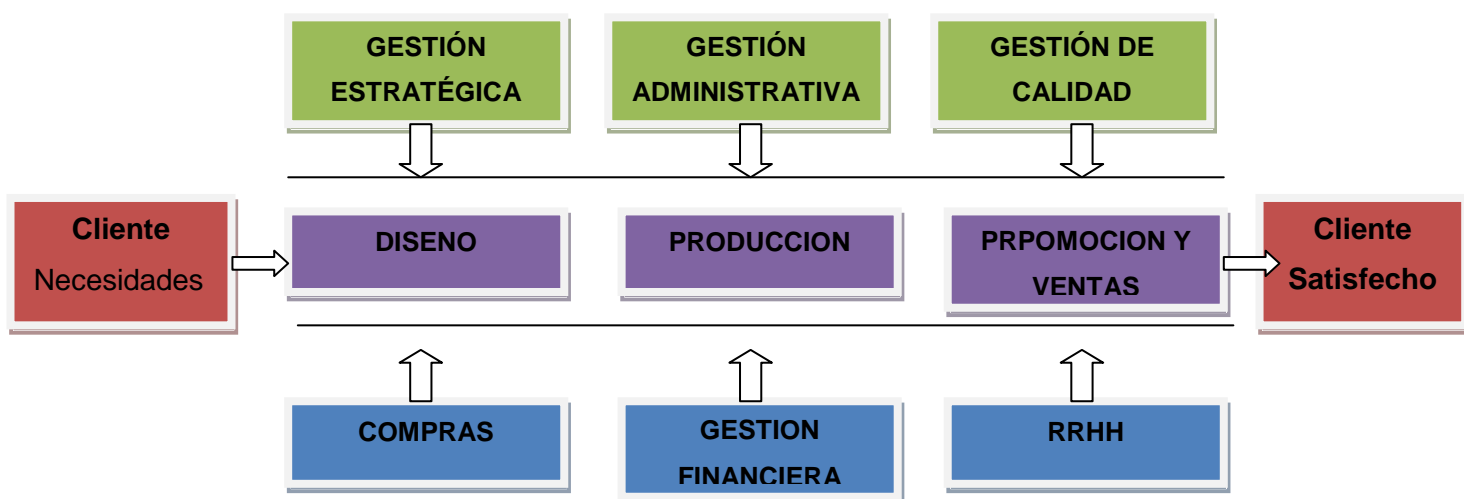 GESTIÓN
ESTRATÉGICA
GESTIÓN
ADMINISTRATIVA
GESTIÓN DE
CALIDAD
Cliente
Necesidades
DISENO
PRODUCCION
PRPOMOCION Y
VENTAS
Cliente
Satisfecho
COMPRAS
GESTION
FINANCIERA
RRHH